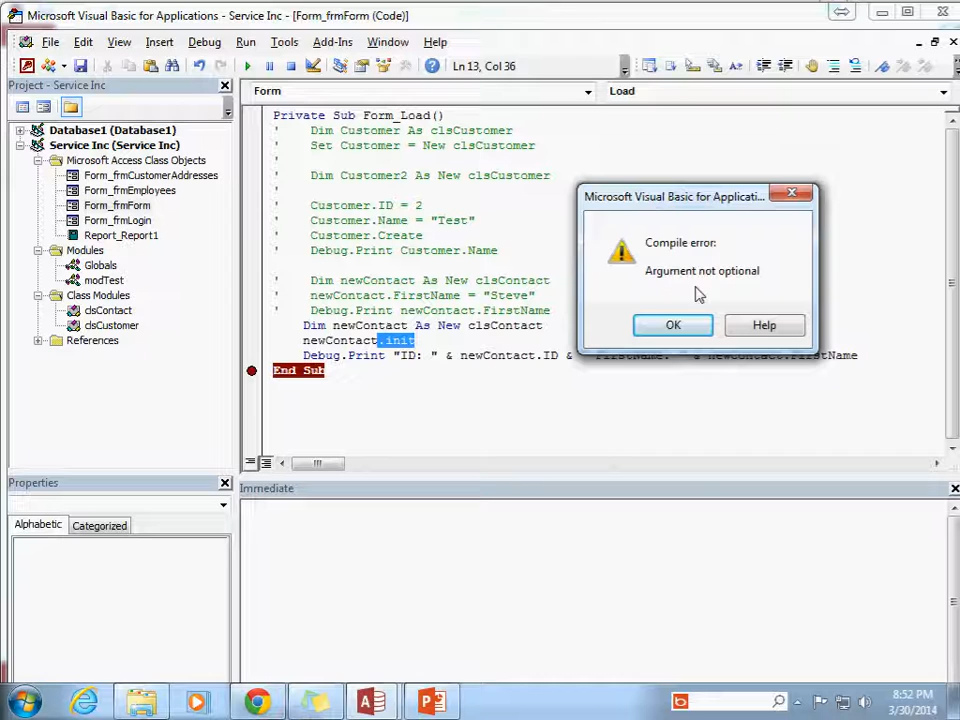 Microsoft Visual Basic for Applications - Service Inc - [Form_frmForm (Code)]
File Edit View Insert Debug Run Tools Add-Ins Window Help
Ln 13, Col 36
Project - Service Inc
Form
Load
Database1 (Database1)
Service Inc (Service Inc)
Microsoft Access Class Objects
Form_frmCustomerAddresses
Form_frmEmployees
Form_frmForm
Form_frmLogin
Report_Report1
Modules
Globals
modTest
Class Modules
clsContact
clsCustomer
References
Private Sub Form_Load()
' Dim Customer As clsCustomer
' Set Customer = New clsCustomer
'
' Dim Customer2 As New clsCustomer
' Customer.ID = 2
' Customer.Name = "Test"
' Customer.Create
' Debug.Print Customer.Name
' Dim newContact As New clsContact
' newContact.FirstName = "Steve"
' Debug.Print newContact.FirstName
Dim newContact As New clsContact
newContact.init
Debug.Print "ID: " & newContact.ID &
End Sub
Microsoft Visual Basic for Applicati...
Compile error:
Argument not optional
OK
Help
Properties
Alphabetic Categorized
Immediate
8:52 PM
3/30/2014